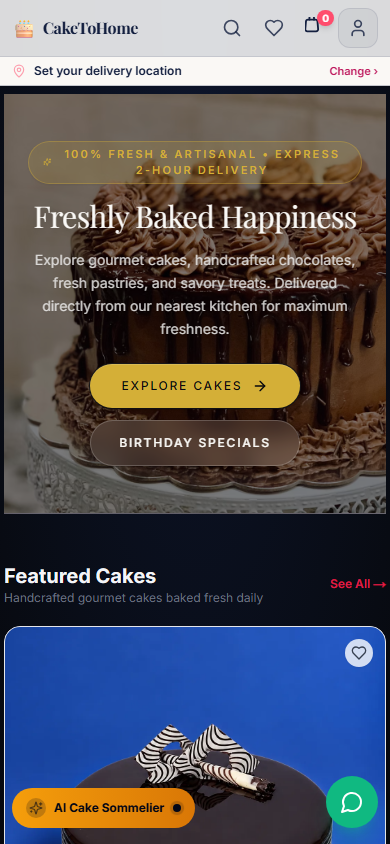 CakeToHome
0
Set your delivery location
Change ›
100% FRESH & ARTISANAL • EXPRESS
2-HOUR DELIVERY
Freshly Baked Happiness
Explore gourmet cakes, handcrafted chocolates,
fresh pastries, and savory treats. Delivered
directly from our nearest kitchen for maximum
freshness.
EXPLORE CAKES →
BIRTHDAY SPECIALS
Featured Cakes
See All →
Handcrafted gourmet cakes baked fresh daily
AI Cake Sommelier